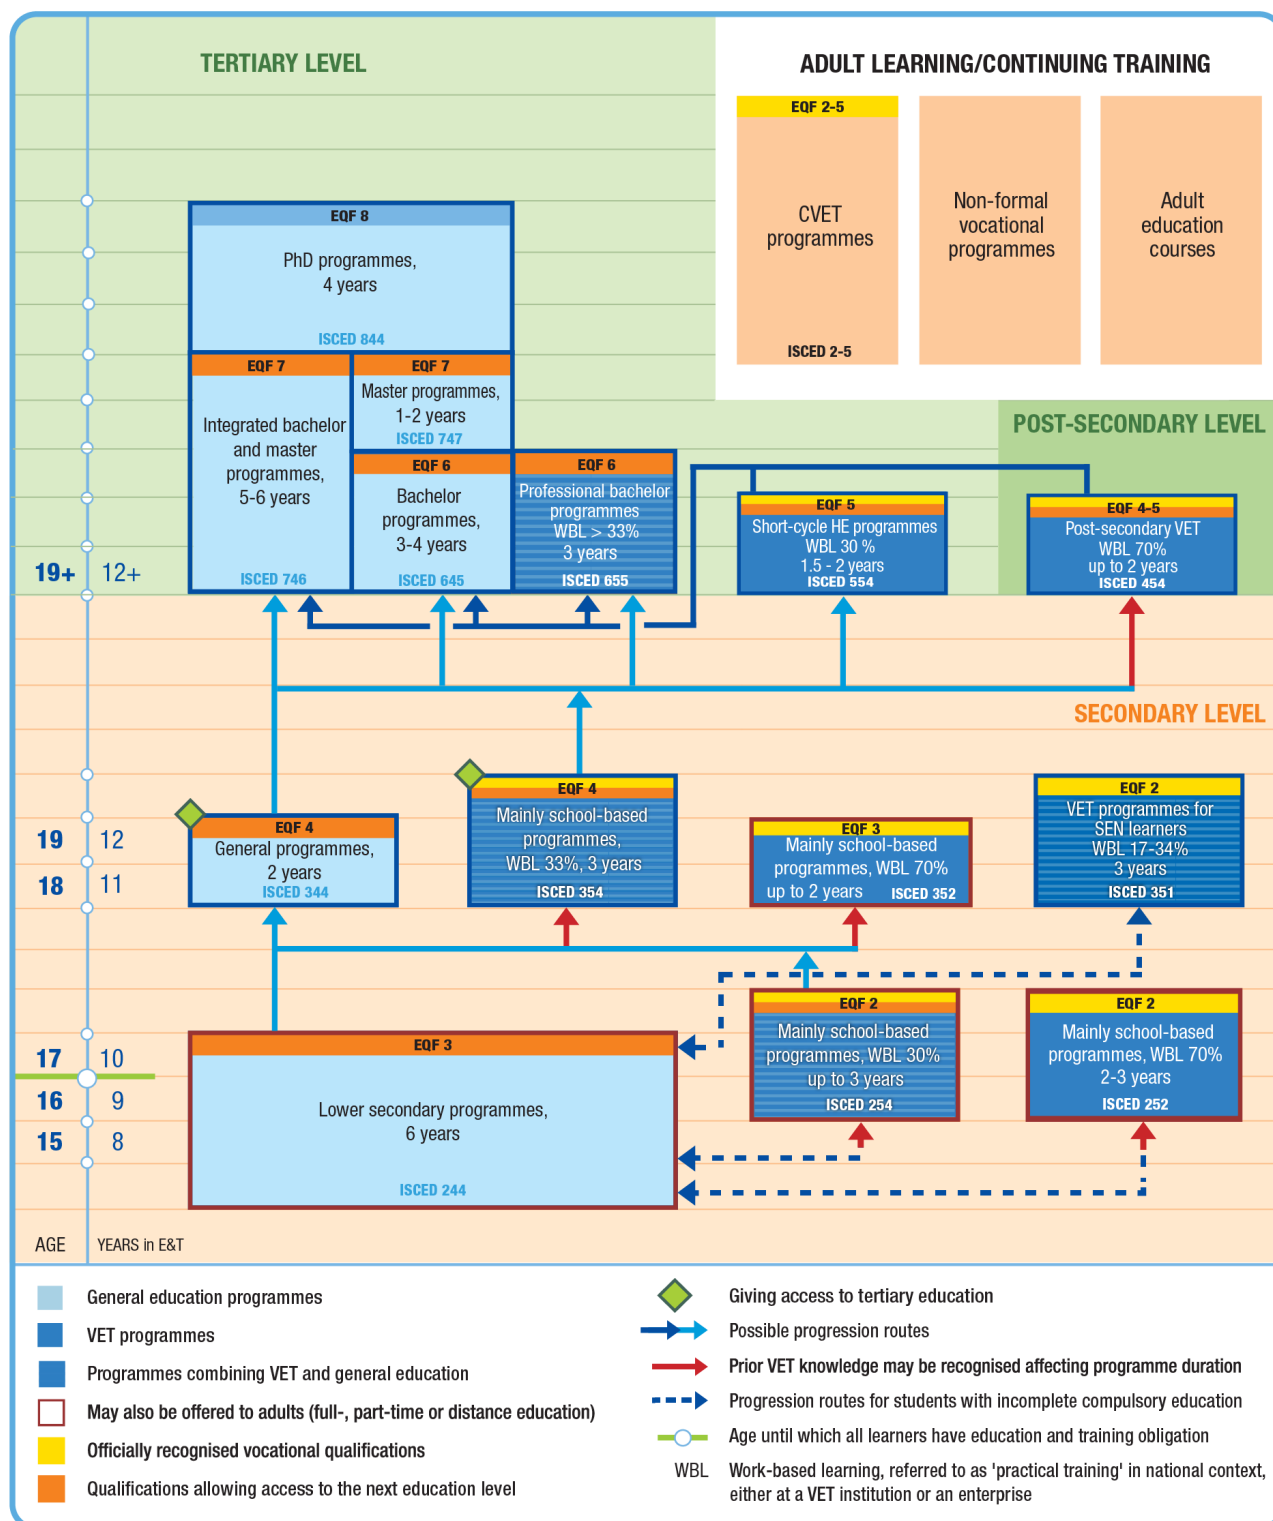 TERTIARY LEVEL
ADULT LEARNING/CONTINUING TRAINING
EQF 2-5
CVET
programmes
ISCED 2-5
Non-formal
vocational
programmes
Adult
education
courses
EQF 8
PhD programmes,
4 years
ISCED 844
EQF 7
Integrated bachelor
and master
programmes,
5-6 years
ISCED 746
EQF 7
Master programmes,
1-2 years
ISCED 747
EQF 6
Bachelor
programmes,
3-4 years
ISCED 645
EQF 6
Professional bachelor
programmes
WBL > 33%
3 years
ISCED 655
POST-SECONDARY LEVEL
EQF 5
Short-cycle HE programmes
WBL 30 %
1.5 - 2 years
ISCED 554
EQF 4-5
Post-secondary VET
WBL 70%
up to 2 years
ISCED 454
19+ 12+
SECONDARY LEVEL
EQF 4
General programmes,
2 years
ISCED 344
EQF 4
Mainly school-based
programmes,
WBL 33%, 3 years
ISCED 354
EQF 3
Mainly school-based
programmes, WBL 70%
up to 2 years ISCED 352
EQF 2
VET programmes for
SEN learners
WBL 17-34%
3 years
ISCED 351
19 12
18 11
EQF 3
Lower secondary programmes,
6 years
ISCED 244
EQF 2
Mainly school-based
programmes, WBL 30%
up to 3 years
ISCED 254
EQF 2
Mainly school-based
programmes, WBL 70%
2-3 years
ISCED 252
17 10
16 9
15 8
AGE YEARS in E&T
General education programmes
VET programmes
Programmes combining VET and general education
May also be offered to adults (full-, part-time or distance education)
Officially recognised vocational qualifications
Qualifications allowing access to the next education level
Giving access to tertiary education
Possible progression routes
Prior VET knowledge may be recognised affecting programme duration
Progression routes for students with incomplete compulsory education
Age until which all learners have education and training obligation
WBL Work-based learning, referred to as 'practical training' in national context,
either at a VET institution or an enterprise